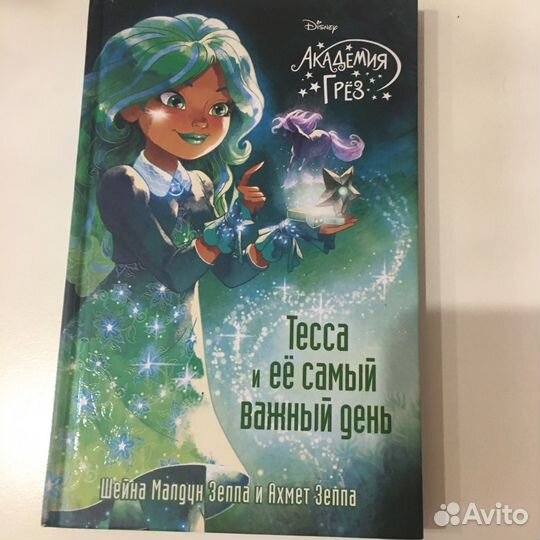 Disney
Академия
Грёз
Тесса
и её самый
важный день
Шейна Малдун Зеппа и Ахмет Зеппа
Avito